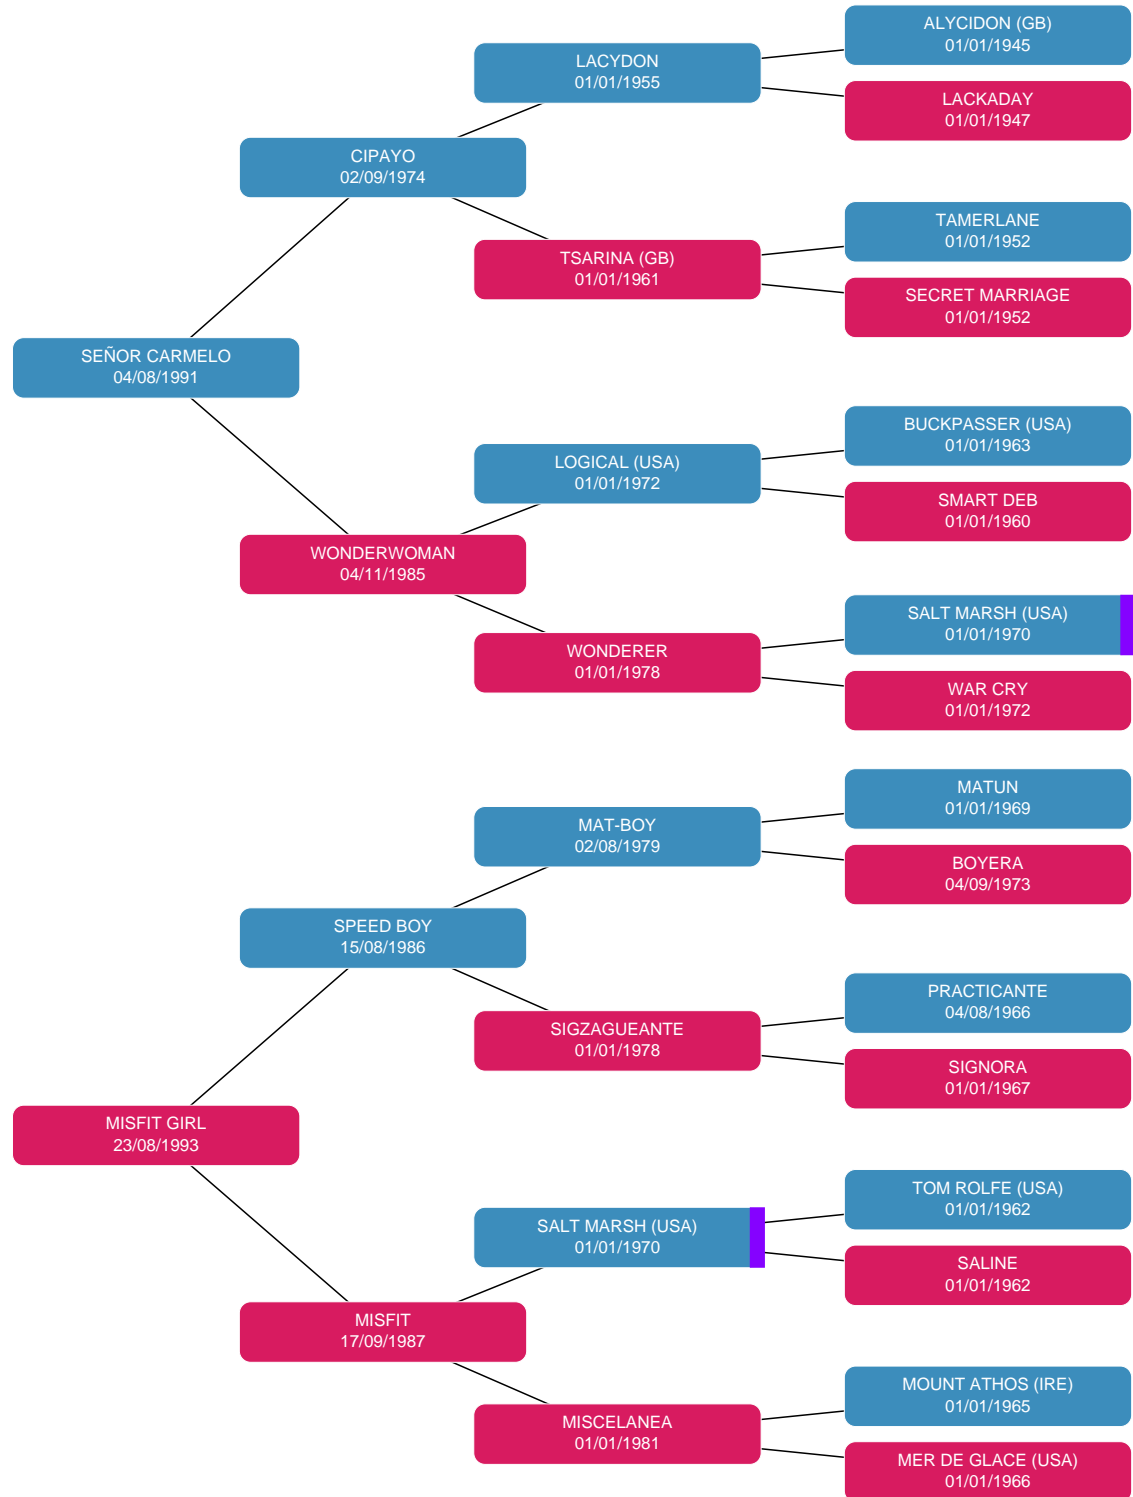 ALYCIDON (GB)
01/01/1945
LACYDON
01/01/1955
LACKADAY
01/01/1947
CIPAYO
02/09/1974
TAMERLANE
01/01/1952
TSARINA (GB)
01/01/1961
SECRET MARRIAGE
01/01/1952
SEÑOR CARMELO
04/08/1991
BUCKPASSER (USA)
01/01/1963
LOGICAL (USA)
01/01/1972
SMART DEB
01/01/1960
WONDERWOMAN
04/11/1985
SALT MARSH (USA)
01/01/1970
WONDERER
01/01/1978
WAR CRY
01/01/1972
MATUN
01/01/1969
MAT-BOY
02/08/1979
BOYERA
04/09/1973
SPEED BOY
15/08/1986
PRACTICANTE
04/08/1966
SIGZAGUEANTE
01/01/1978
SIGNORA
01/01/1967
MISFIT GIRL
23/08/1993
TOM ROLFE (USA)
01/01/1962
SALT MARSH (USA)
01/01/1970
SALINE
01/01/1962
MISFIT
17/09/1987
MOUNT ATHOS (IRE)
01/01/1965
MISCELANEA
01/01/1981
MER DE GLACE (USA)
01/01/1966